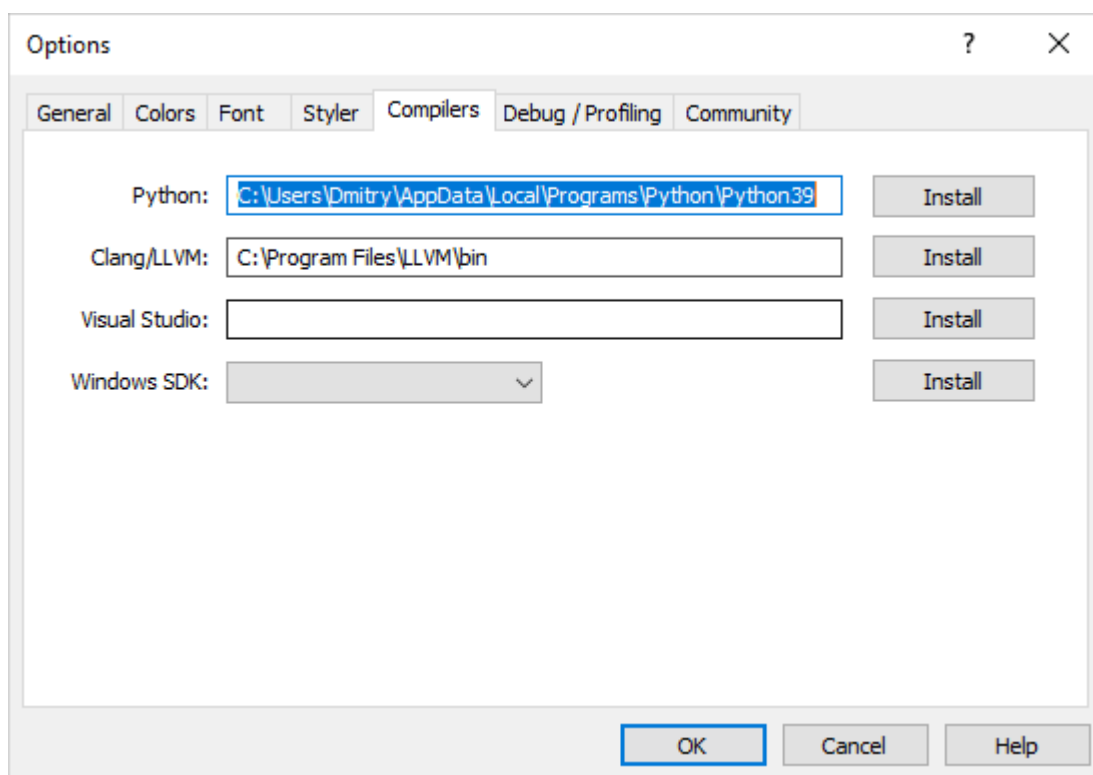 Options ?
General Colors Font Styler Compilers Debug / Profiling Community
Python: C:\Users\Dmitry\AppData\Local\Programs\Python\Python39 Install
Clang/LLVM: C:\Program Files\LLVM\bin Install
Visual Studio: Install
Windows SDK: Install
OK Cancel Help